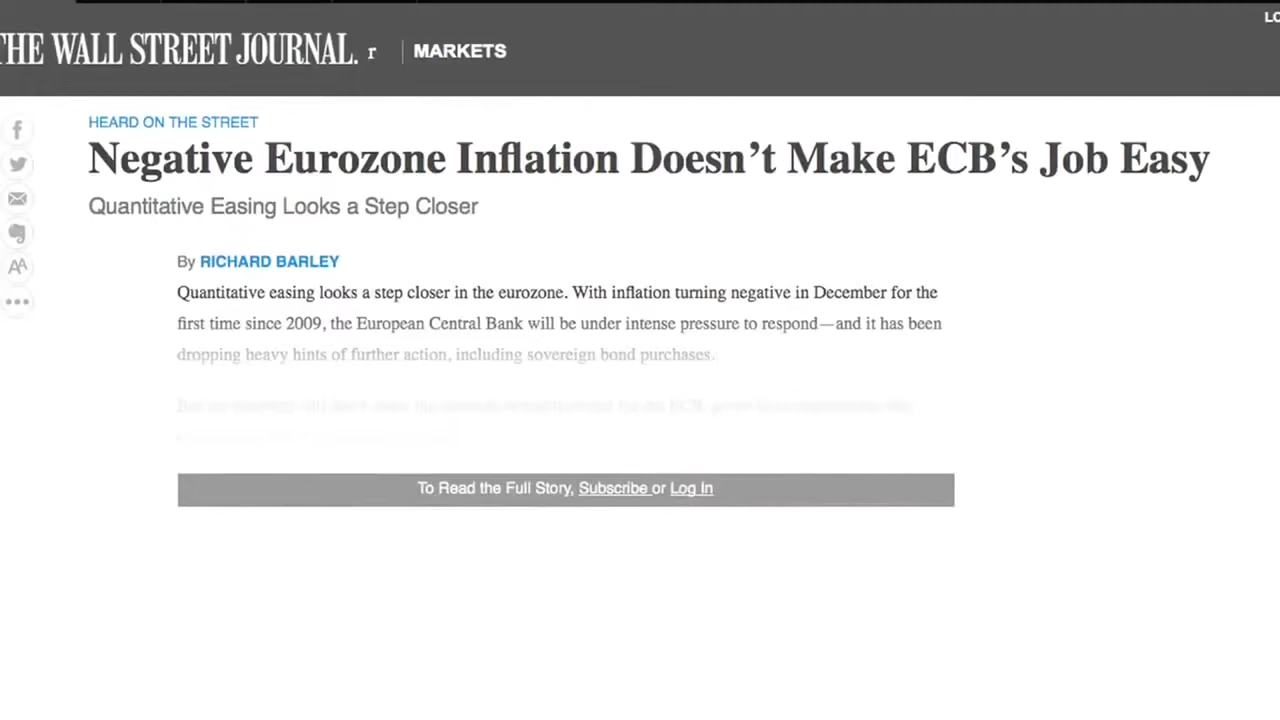 LO
THE WALL STREET JOURNAL. r MARKETS
HEARD ON THE STREET
Negative Eurozone Inflation Doesn't Make ECB's Job Easy
Quantitative Easing Looks a Step Closer
By RICHARD BARLEY
Quantitative easing looks a step closer in the eurozone. With inflation turning negative in December for the
first time since 2009, the European Central Bank will be under intense pressure to respond—and it has been
dropping heavy hints of further action, including sovereign bond purchases.
To Read the Full Story, Subscribe or Log In
AA